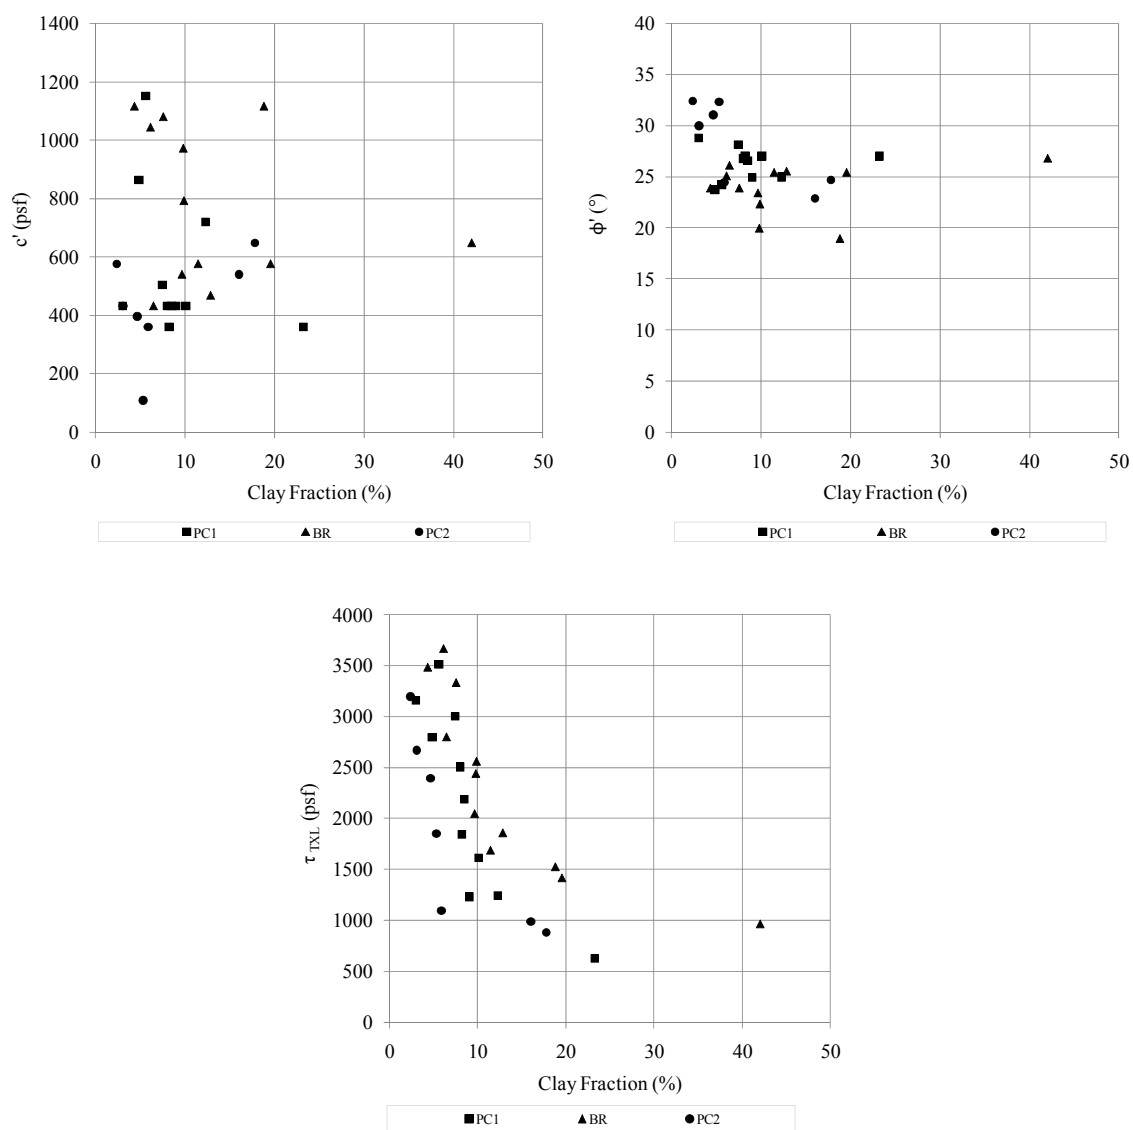 1400
1200
1000
800
600
400
200
0
c' (psf)
0 10 20 30 40 50
Clay Fraction (%)
PC1 BR PC2
40
35
30
25
20
15
10
5
0
ϕ' (°)
0 10 20 30 40 50
Clay Fraction (%)
PC1 BR PC2
4000
3500
3000
2500
2000
1500
1000
500
0
τ TXL (psf)
0 10 20 30 40 50
Clay Fraction (%)
PC1 BR PC2